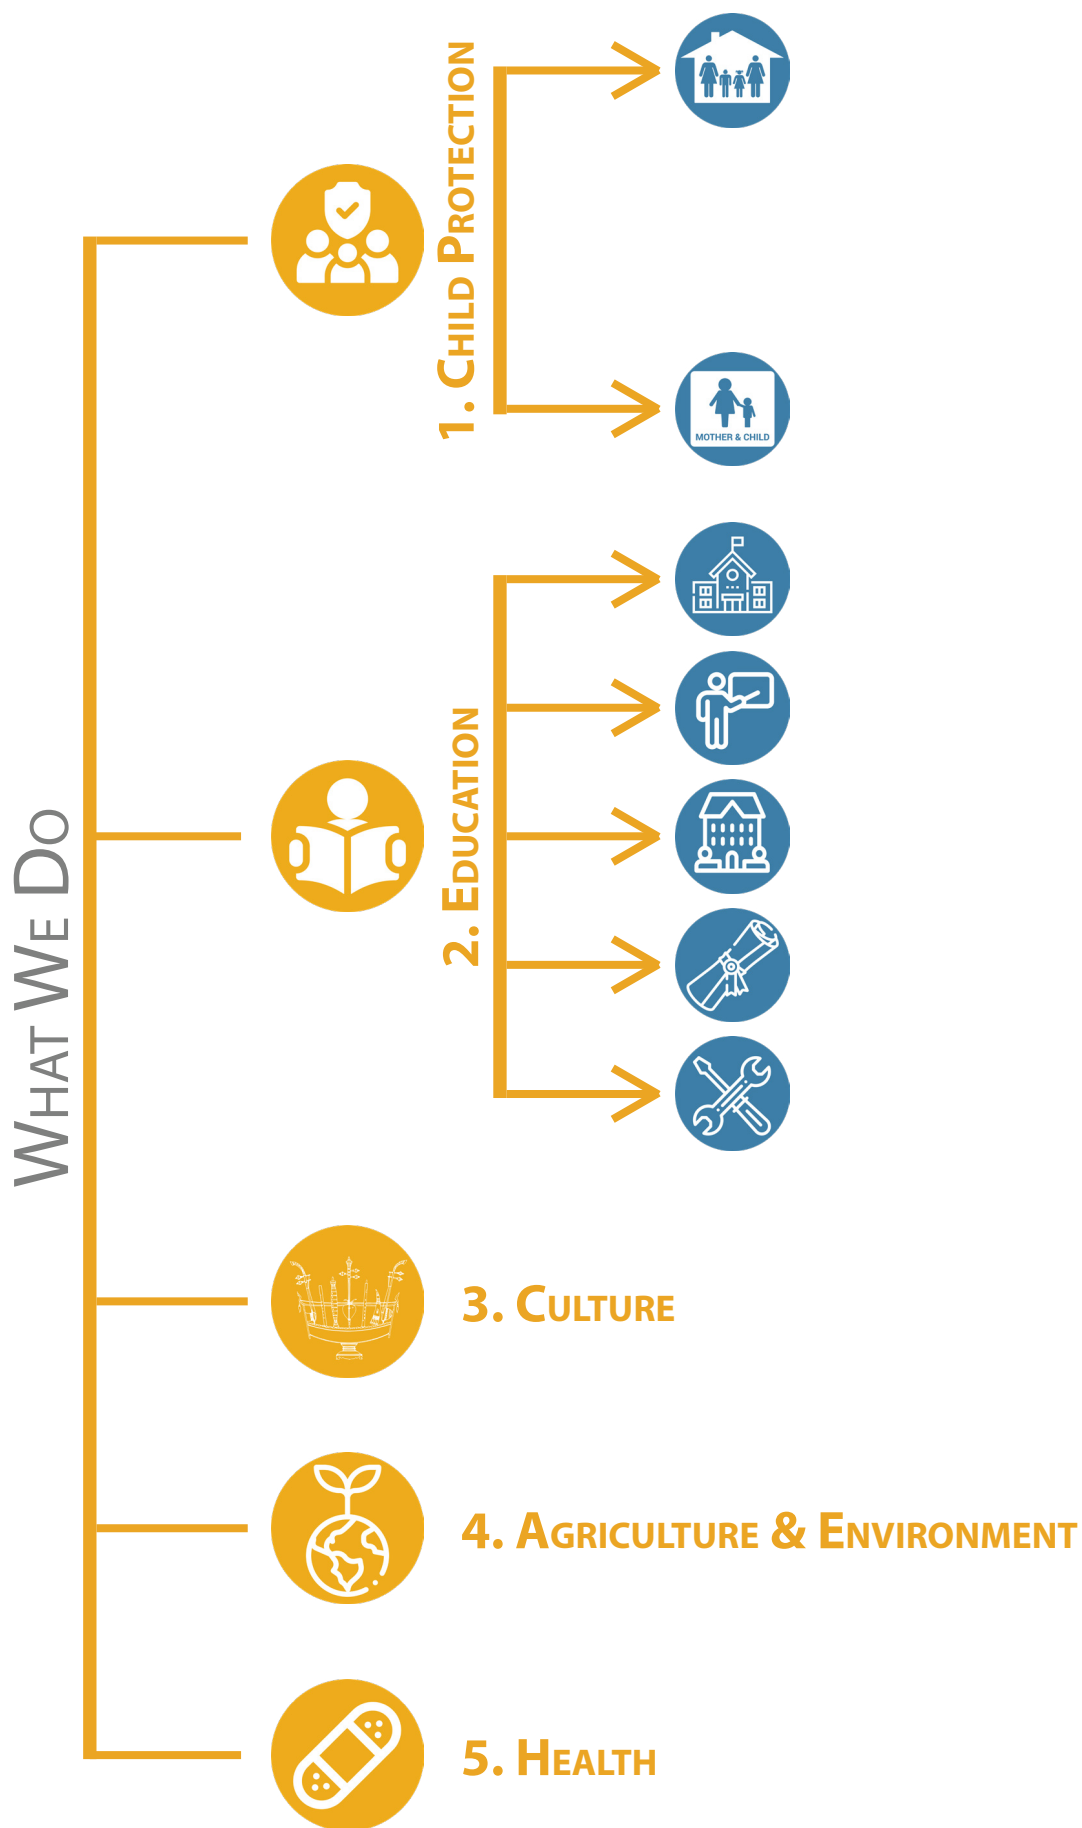 What We Do
1. Child Protection
MOTHER & CHILD
2. Education
3. Culture
4. Agriculture & Environment
5. Health